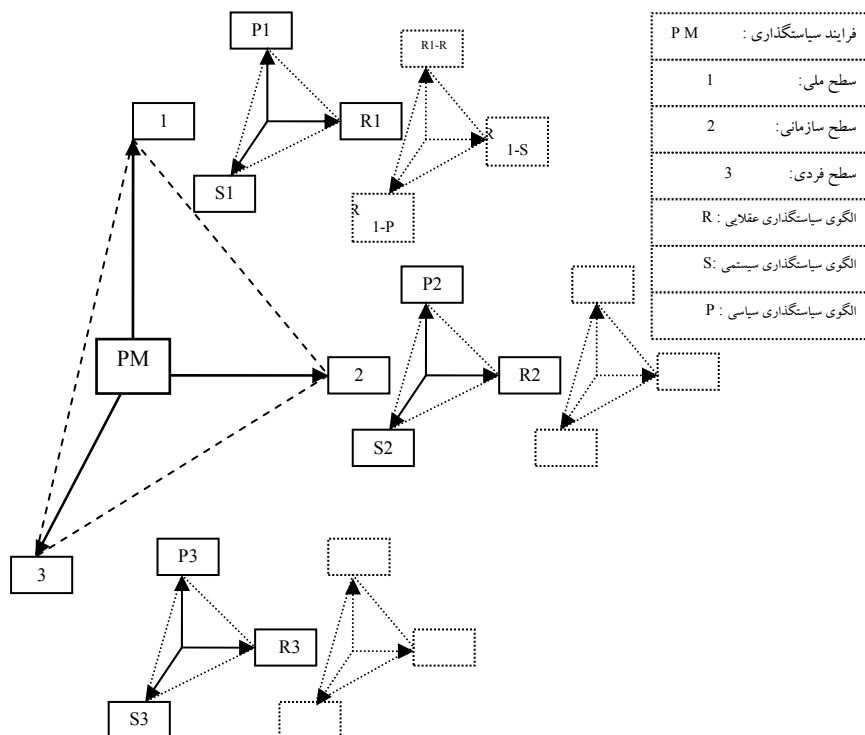 P1
R1
S1
R1-R
R
1-S
R
1-P
1
PM
2
3
P2
R2
S2
P3
R3
S3
فرایند سیاستگذاری : P M
سطح ملی: 1
سطح سازمانی: 2
سطح فردی: 3
الگوی سیاستگذاری عقلایی : R
الگوی سیاستگذاری سیستمی :S
الگوی سیاستگذاری سیاسی : P